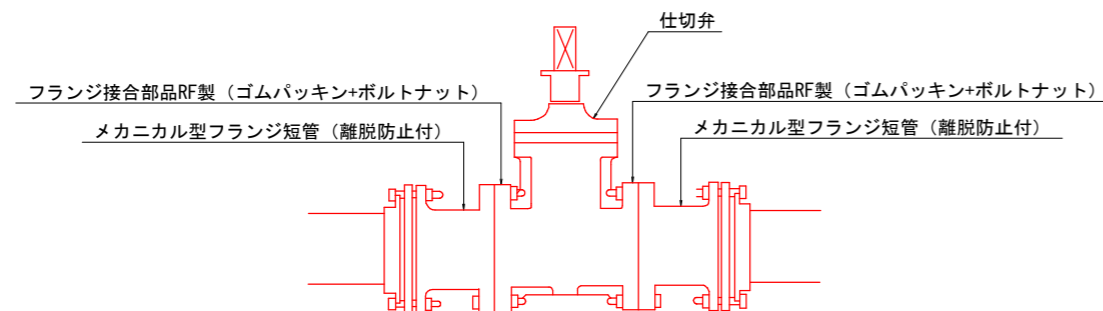 仕切弁
フランジ接合部品RF製（ゴムパッキン+ボルトナット）
フランジ接合部品RF製（ゴムパッキン+ボルトナット）
メカニカル型フランジ短管（離脱防止付）
メカニカル型フランジ短管（離脱防止付）